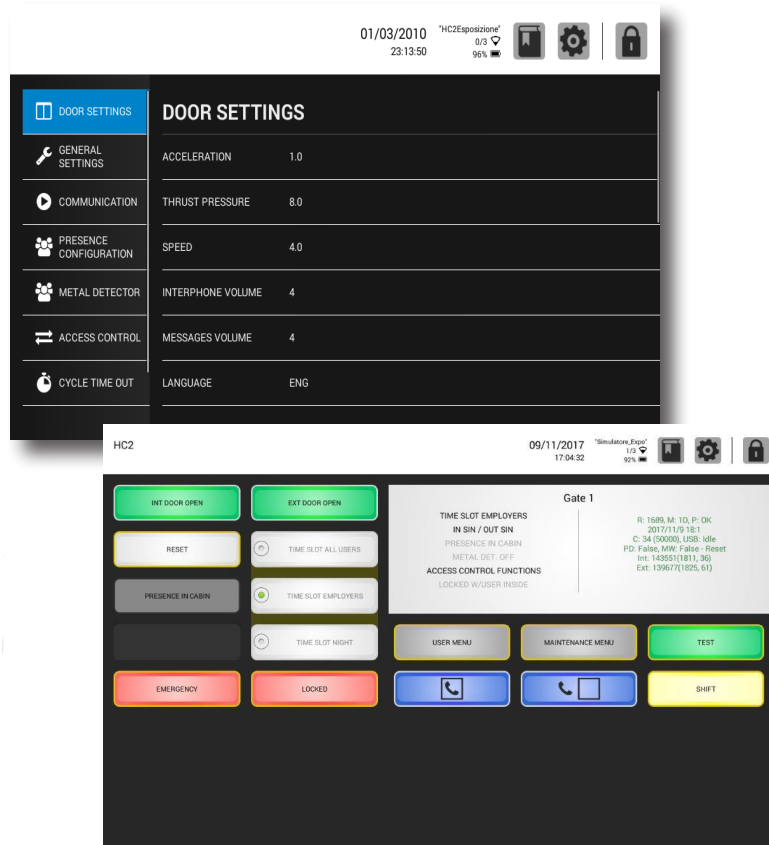 01/03/2010
23:13:50
"HC2Esposizione"
0/3
96%
DOOR SETTINGS
GENERAL
SETTINGS
COMMUNICATION
PRESENCE
CONFIGURATION
METAL DETECTOR
ACCESS CONTROL
CYCLE TIME OUT
DOOR SETTINGS
ACCELERATION 1.0
THRUST PRESSURE 8.0
SPEED 4.0
INTERPHONE VOLUME 4
MESSAGES VOLUME 4
LANGUAGE ENG
HC2
09/11/2017
17:04:32
"Simulatore_Expo"
1/3
92%
INT DOOR OPEN
EXT DOOR OPEN
RESET
TIME SLOT ALL USERS
PRESENCE IN CABIN
TIME SLOT EMPLOYERS
TIME SLOT NIGHT
EMERGENCY
LOCKED
Gate 1
TIME SLOT EMPLOYERS
IN SIN / OUT SIN
PRESENCE IN CABIN
METAL DET. OFF
ACCESS CONTROL FUNCTIONS
LOCKED W/USER INSIDE
R: 1689, M: 1D, P: OK
2017/11/9 18:1
C: 34 (50000), USB: Idle
PD: False, MW: False - Reset
Int: 143551(1811, 36)
Ext: 139677(1825, 61)
USER MENU
MAINTENANCE MENU
TEST
SHIFT